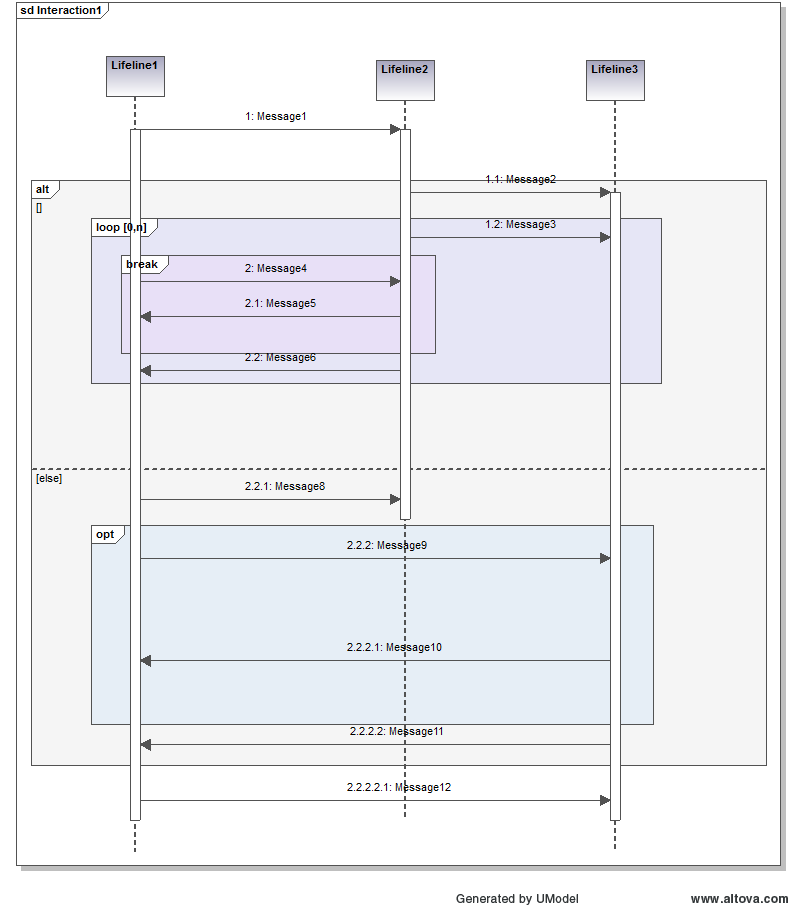 sd Interaction1
Lifeline1
Lifeline2
Lifeline3
1: Message1
1.1: Message2
alt
[]
loop [0,n]
1.2: Message3
break
2: Message4
2.1: Message5
2.2: Message6
[else]
2.2.1: Message8
opt
2.2.2: Message9
2.2.2.1: Message10
2.2.2.2: Message11
2.2.2.2.1: Message12
Generated by UModel
www.altova.com